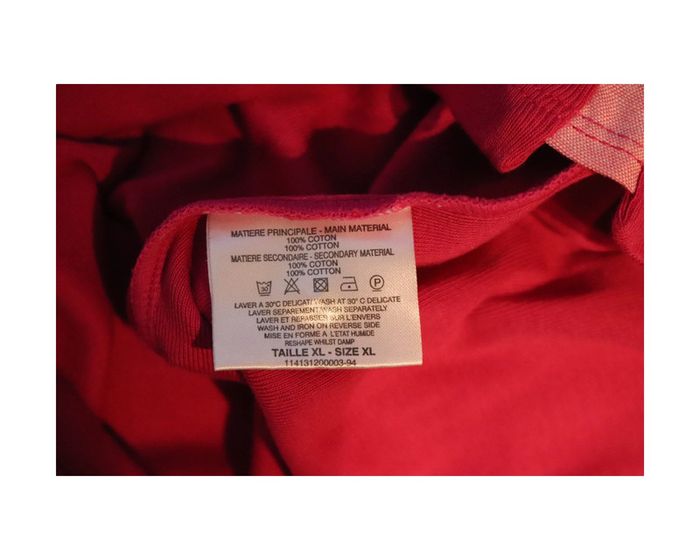 MATIERE PRINCIPALE - MAIN MATERIAL
100% COTON
100% COTTON
MATIERE SECONDAIRE - SECONDARY MATERIAL
100% COTON
100% COTTON
P
LAVER A 30°C DELICAT/WASH AT 30° C DELICATE
LAVER SEPAREMENT WASH SEPARATELY
LAVER ET REPASSER SUR L'ENVERS
WASH AND IRON ON REVERSE SIDE
MISE EN FORME A L'ETAT HUMIDE
RESHAPE WHILST DAMP
TAILLE XL - SIZE XL
114131200003-94